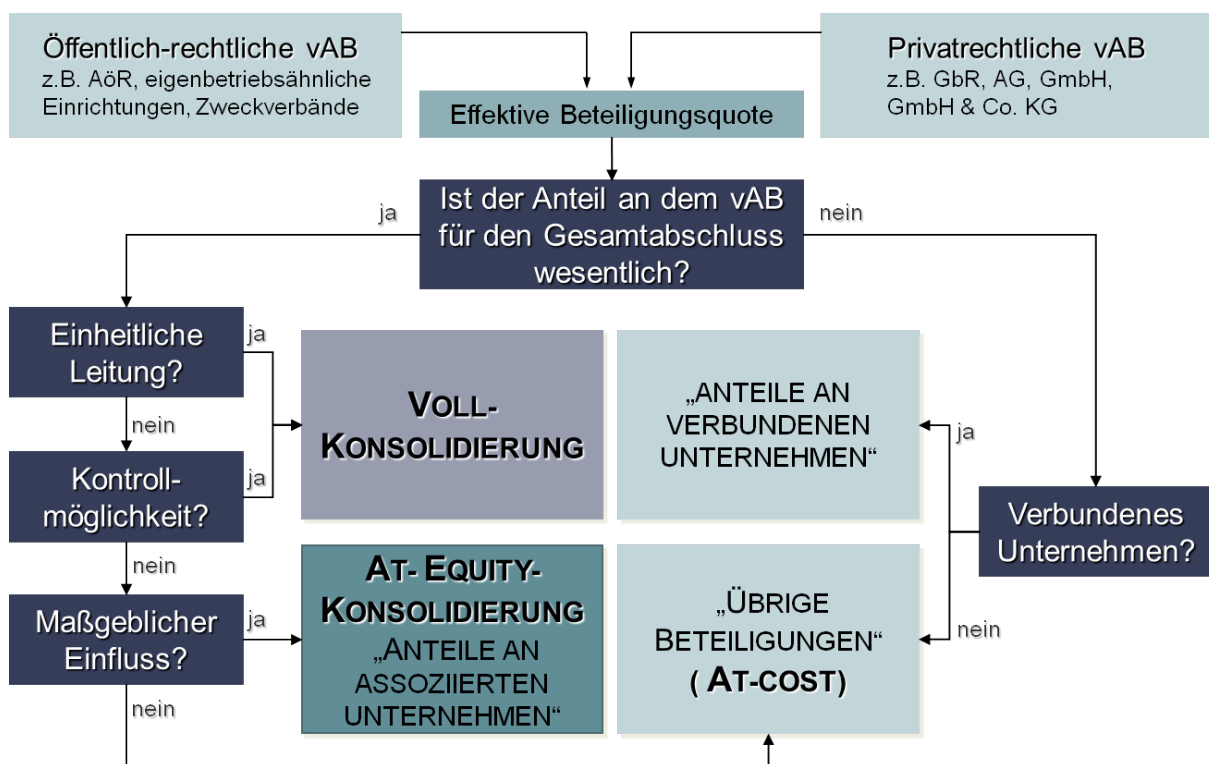 Öffentlich-rechtliche vAB
z.B. AöR, eigenbetriebsähnliche
Einrichtungen, Zweckverbände
Privatrechtliche vAB
z.B. GbR, AG, GmbH,
GmbH & Co. KG
Effektive Beteiligungsquote
Ist der Anteil an dem vAB
für den Gesamtabschluss
wesentlich?
ja
nein
Einheitliche
Leitung?
ja
nein
Kontroll-
möglichkeit?
ja
nein
Maßgeblicher
Einfluss?
ja
nein
VOLL-
KONSOLIDIERUNG
AT- EQUITY-
KONSOLIDIERUNG
„ANTEILE AN
ASSOZIIERTEN
UNTERNEHMEN“
„ANTEILE AN
VERBUNDENEN
UNTERNEHMEN“
„ÜBRIGE
BETEILIGUNGEN“
( AT-COST)
ja
nein
Verbundenes
Unternehmen?